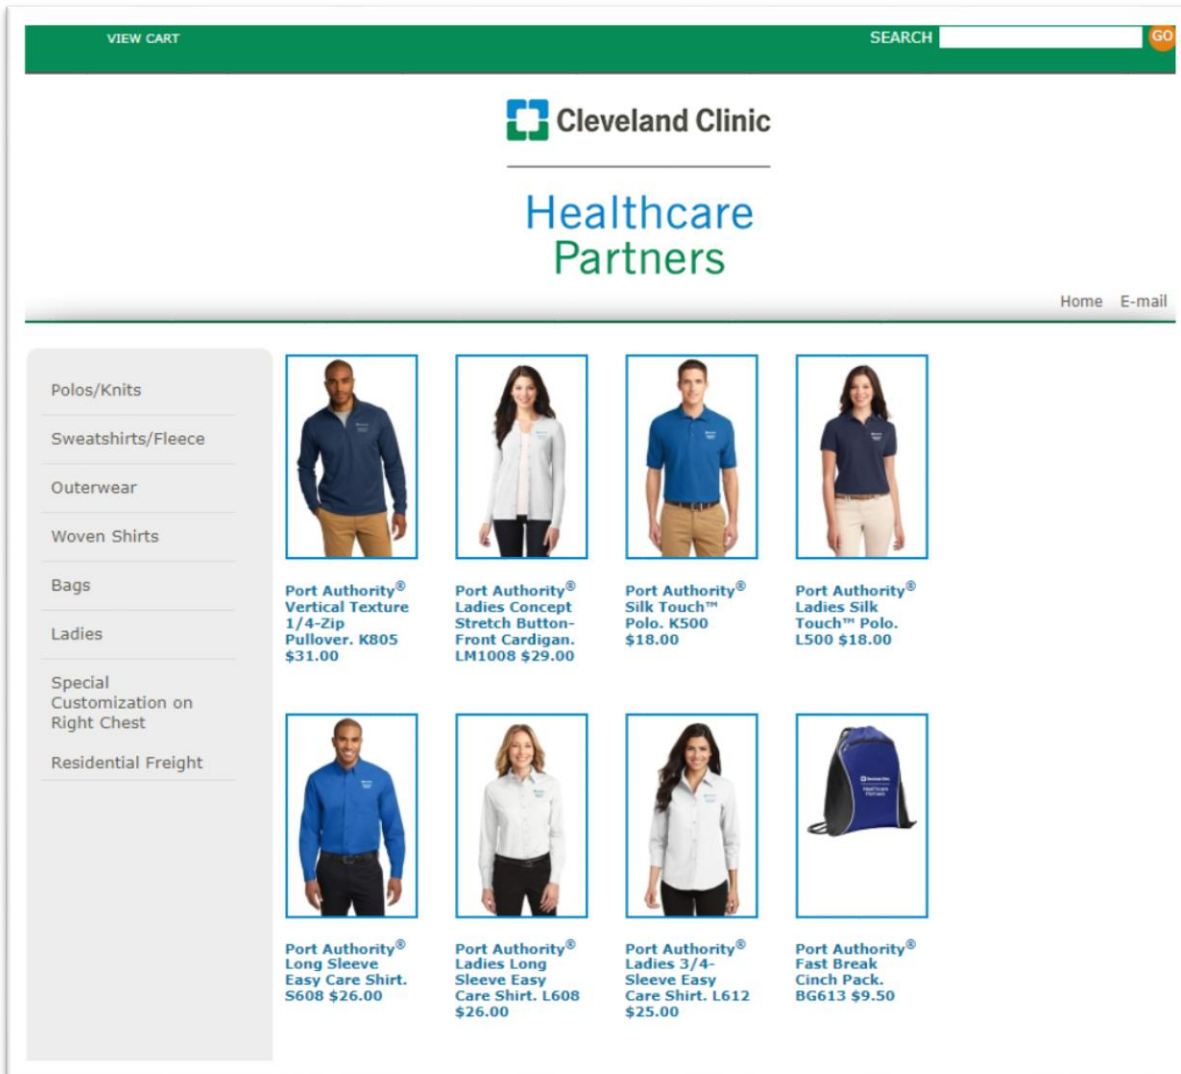 VIEW CART
SEARCH
GO
Cleveland Clinic
Healthcare
Partners
Home E-mail
Polos/Knits
Sweatshirts/Fleece
Outerwear
Woven Shirts
Bags
Ladies
Special
Customization on
Right Chest
Residential Freight
Port Authority®
Vertical Texture
1/4-Zip
Pullover. K805
$31.00
Port Authority®
Ladies Concept
Stretch Button-
Front Cardigan.
LM1008 $29.00
Port Authority®
Silk Touch™
Polo. K500
$18.00
Port Authority®
Ladies Silk
Touch™ Polo.
L500 $18.00
Cleveland Clinic
Healthcare
Partners
Port Authority®
Long Sleeve
Easy Care Shirt.
S608 $26.00
Port Authority®
Ladies Long
Sleeve Easy
Care Shirt. L608
$26.00
Port Authority®
Ladies 3/4-
Sleeve Easy
Care Shirt. L612
$25.00
Port Authority®
Fast Break
Cinch Pack.
BG613 $9.50